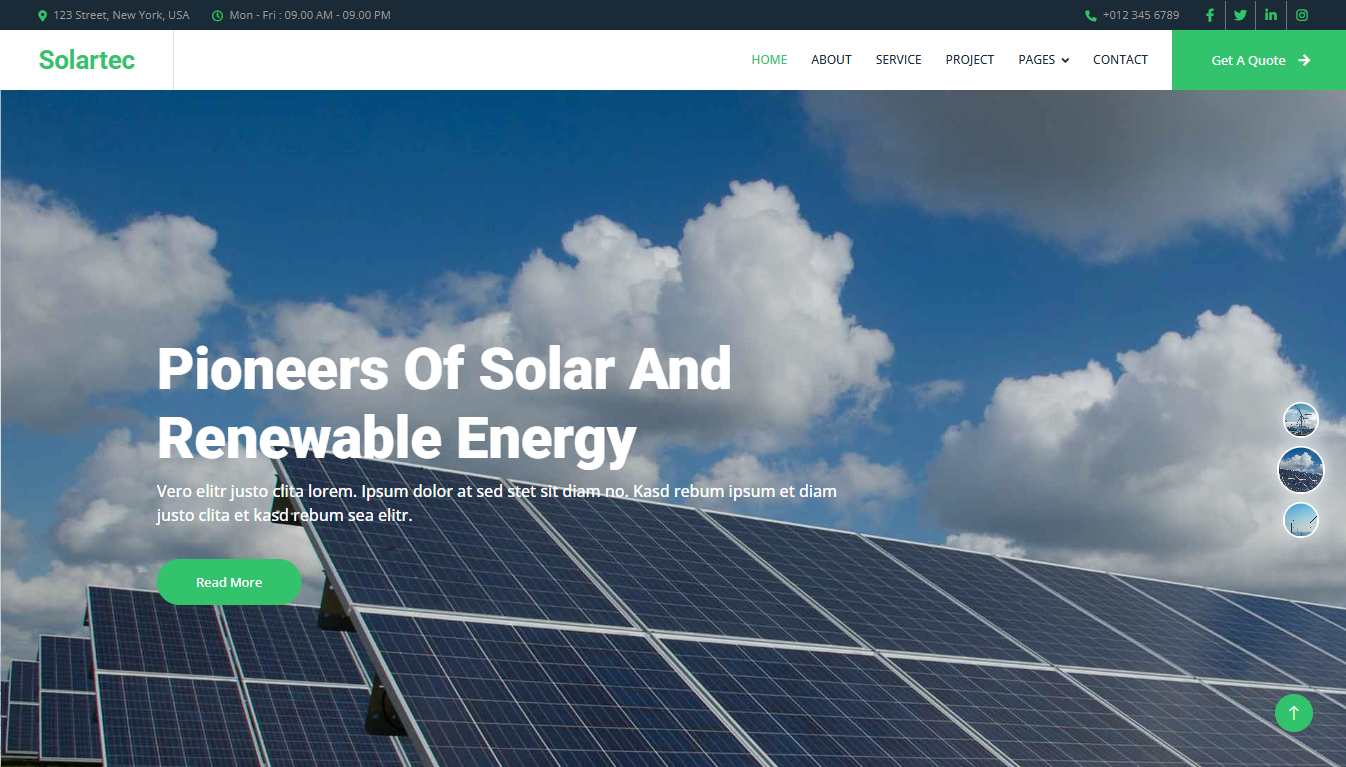 123 Street, New York, USA
Mon - Fri : 09.00 AM - 09.00 PM
+012 345 6789
Solartec
HOME
ABOUT
SERVICE
PROJECT
PAGES
CONTACT
Get A Quote
Pioneers Of Solar And
Renewable Energy
Vero elitr justo clita lorem. Ipsum dolor at sed stet sit diam no. Kasd rebum ipsum et diam
justo clita et kasd rebum sea elitr.
Read More